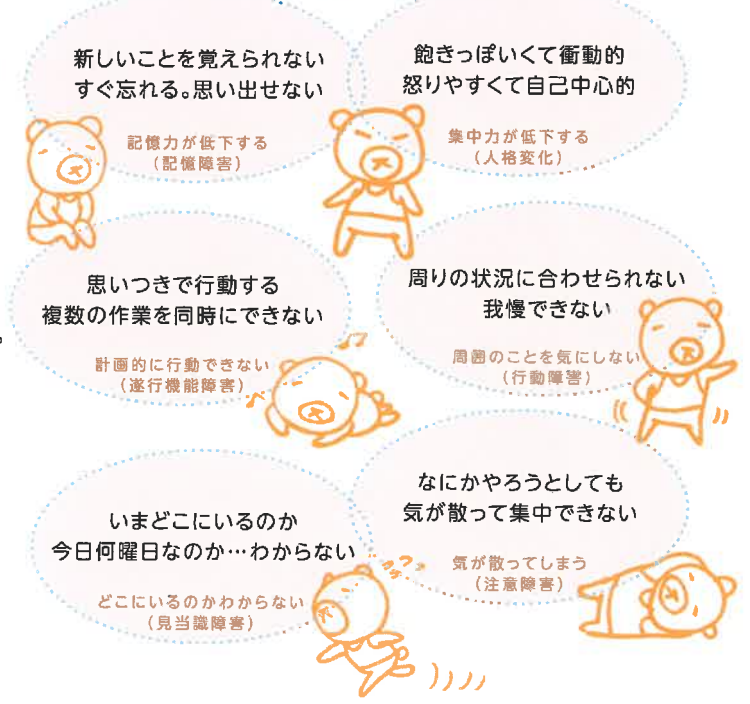 新しいことを覚えられない
すぐ忘れる。思い出せない
記憶力が低下する
（記憶障害）
飽きっぽいくて衝動的
怒りやすくて自己中心的
集中力が低下する
（人格変化）
思いつきで行動する
複数の作業を同時にできない
計画的に行動できない
（遂行機能障害）
周りの状況に合わせられない
我慢できない
周囲のことを気にしない
（行動障害）
いまどこにいるのか
今日何曜日なのか…わからない
どこにいるのかわからない
（見当識障害）
なにかやろうとしても
気が散って集中できない
気が散ってしまう
（注意障害）